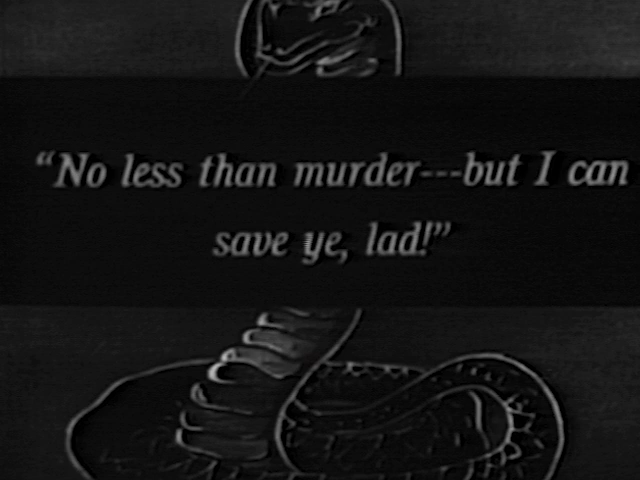 “No less than murder---but I can
save ye, lad!”